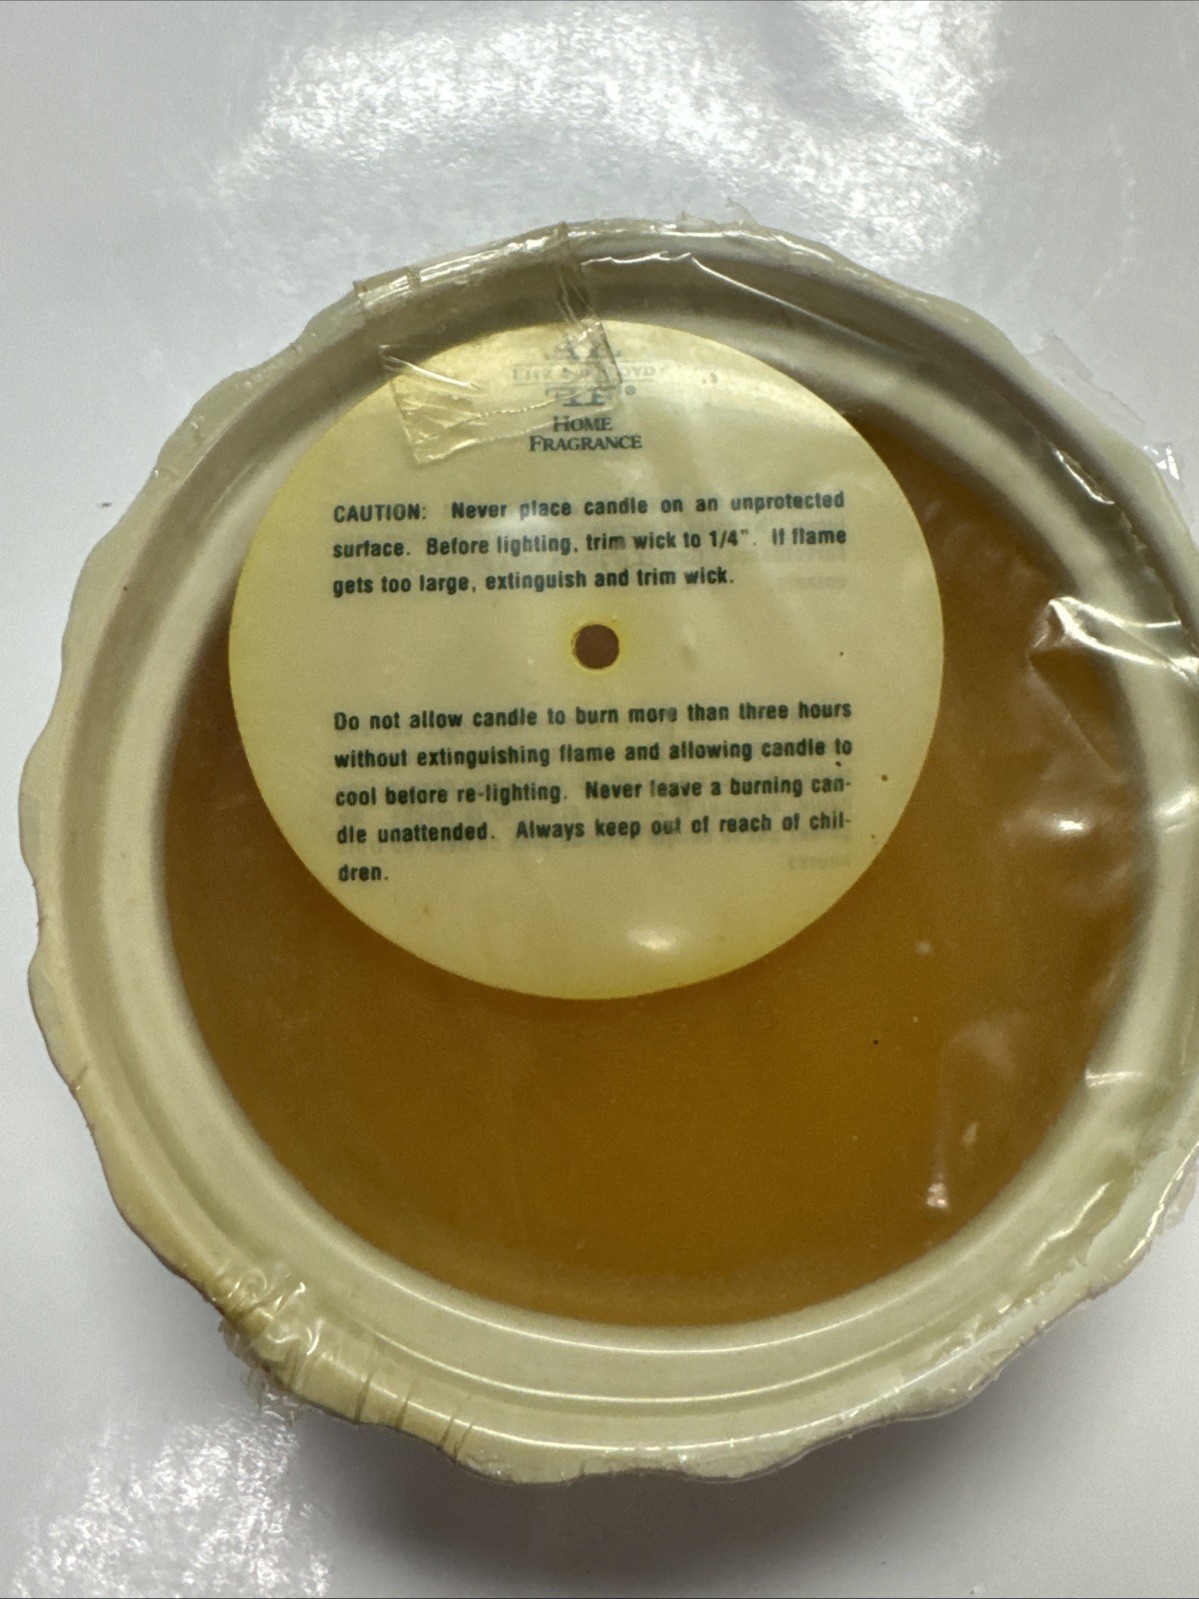 FITZ AND FLOYD
HOME
FRAGRANCE
CAUTION: Never place candle on an unprotected
surface. Before lighting, trim wick to 1/4". If flame
gets too large, extinguish and trim wick.
Do not allow candle to burn more than three hours
without extinguishing flame and allowing candle to
cool before re-lighting. Never leave a burning can-
dle unattended. Always keep out of reach of chil-
dren.